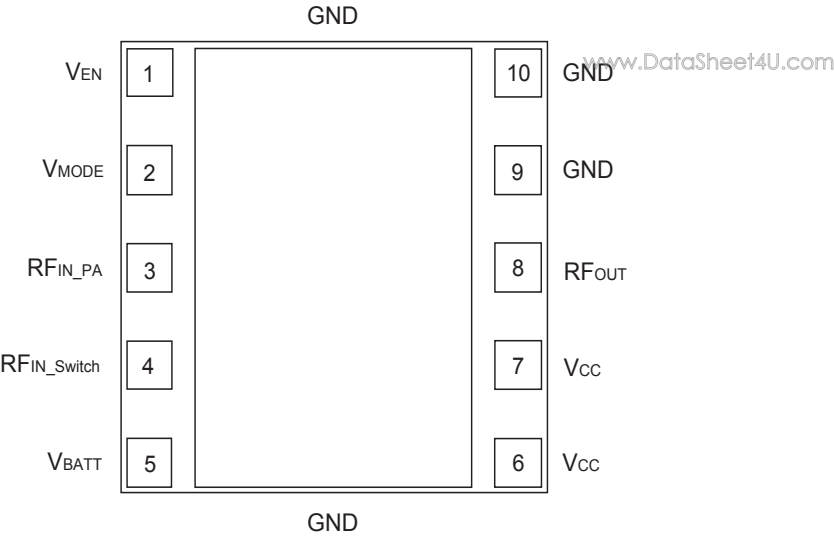 GND
VEN 1
10 GND
www.DataSheet4U.com
VMODE 2
9 GND
RFIN_PA 3
8 RFOUT
RFIN_Switch 4
7 VCC
VBATT 5
6 VCC
GND